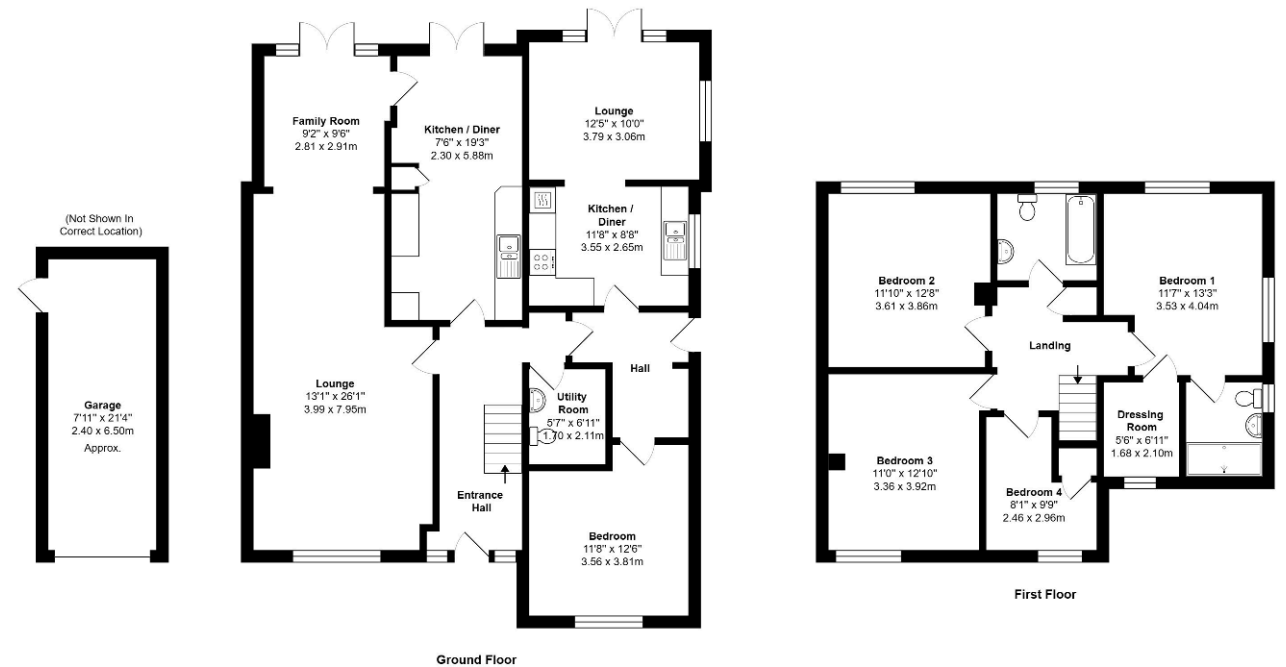 (Not Shown In
Correct Location)
Garage
7'11" x 21'4"
2.40 x 6.50m
Approx.
Family Room
9'2" x 9'6"
2.81 x 2.91m
Kitchen / Diner
7'6" x 19'3"
2.30 x 5.88m
Lounge
12'5" x 10'0"
3.79 x 3.06m
Kitchen /
Diner
11'8" x 8'8"
3.55 x 2.65m
Lounge
13'1" x 26'1"
3.99 x 7.95m
Hall
Utility
Room
5'7" x 6'11"
1.70 x 2.11m
Entrance
Hall
Bedroom
11'8" x 12'6"
3.56 x 3.81m
Ground Floor
Bedroom 2
11'10" x 12'8"
3.61 x 3.86m
Bedroom 1
11'7" x 13'3"
3.53 x 4.04m
Landing
Dressing
Room
5'6" x 6'11"
1.68 x 2.10m
Bedroom 3
11'0" x 12'10"
3.36 x 3.92m
Bedroom 4
8'1" x 9'9"
2.46 x 2.96m
First Floor